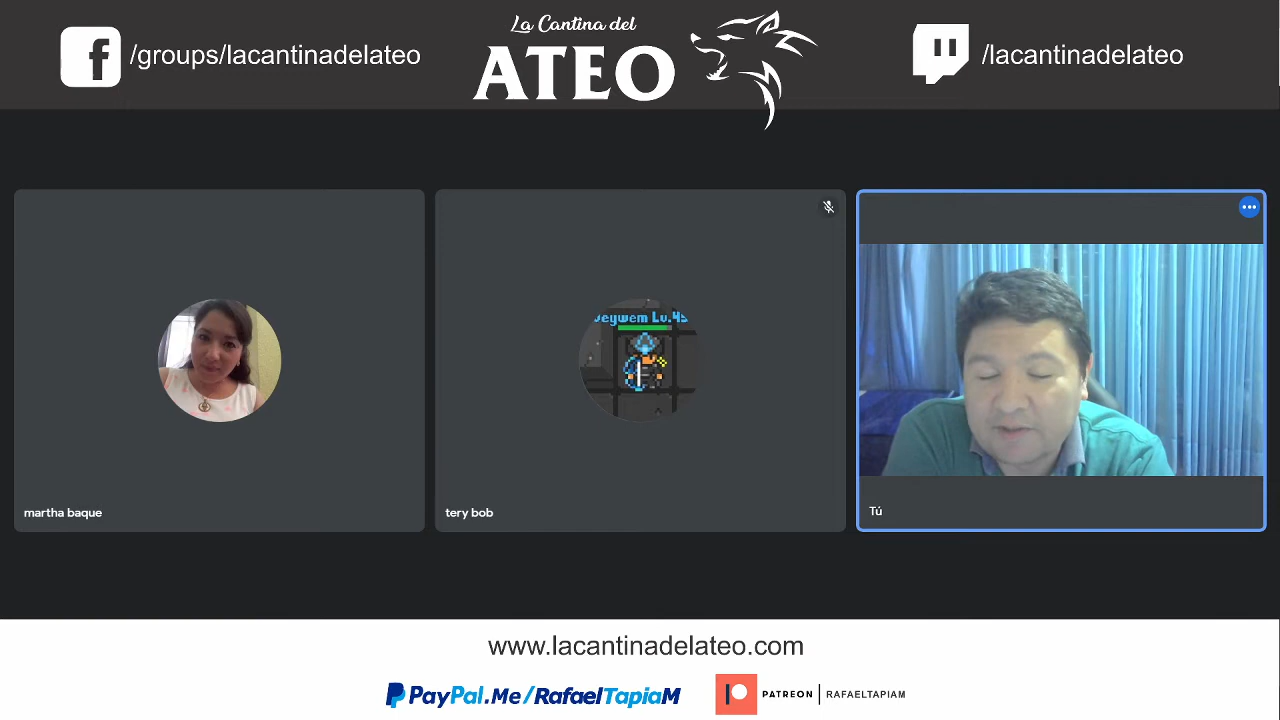 /groups/lacantinadelateo
La Cantina del
ATEO
/lacantinadelateo
martha baque
tery bob
Tú
www.lacantinadelateo.com
PayPal.Me/RafaelTapiaM
PATREON | RAFAELTAPIAM